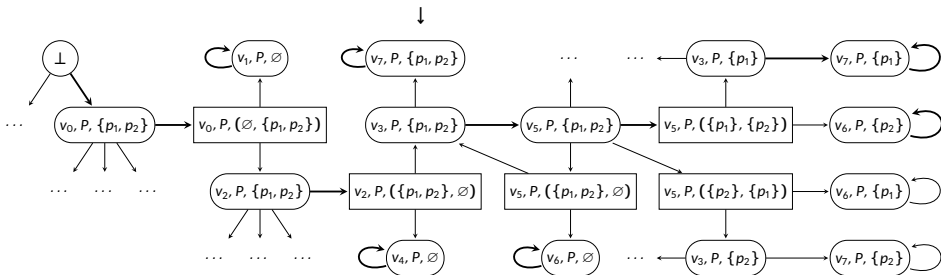 ⊥
v₁, P, ∅
v₇, P, {p₁, p₂}
⋯ ⋯
v₃, P, {p₁}
v₇, P, {p₁}
⋯
v₀, P, {p₁, p₂}
v₀, P, (∅, {p₁, p₂})
v₃, P, {p₁, p₂}
v₅, P, {p₁, p₂}
v₅, P, ({p₁}, {p₂})
v₆, P, {p₂}
⋯ ⋯ ⋯
v₂, P, {p₁, p₂}
v₂, P, ({p₁, p₂}, ∅)
v₅, P, ({p₁, p₂}, ∅)
v₅, P, ({p₂}, {p₁})
v₆, P, {p₁}
⋯ ⋯ ⋯
v₄, P, ∅
v₆, P, ∅
⋯
v₃, P, {p₂}
v₇, P, {p₂}